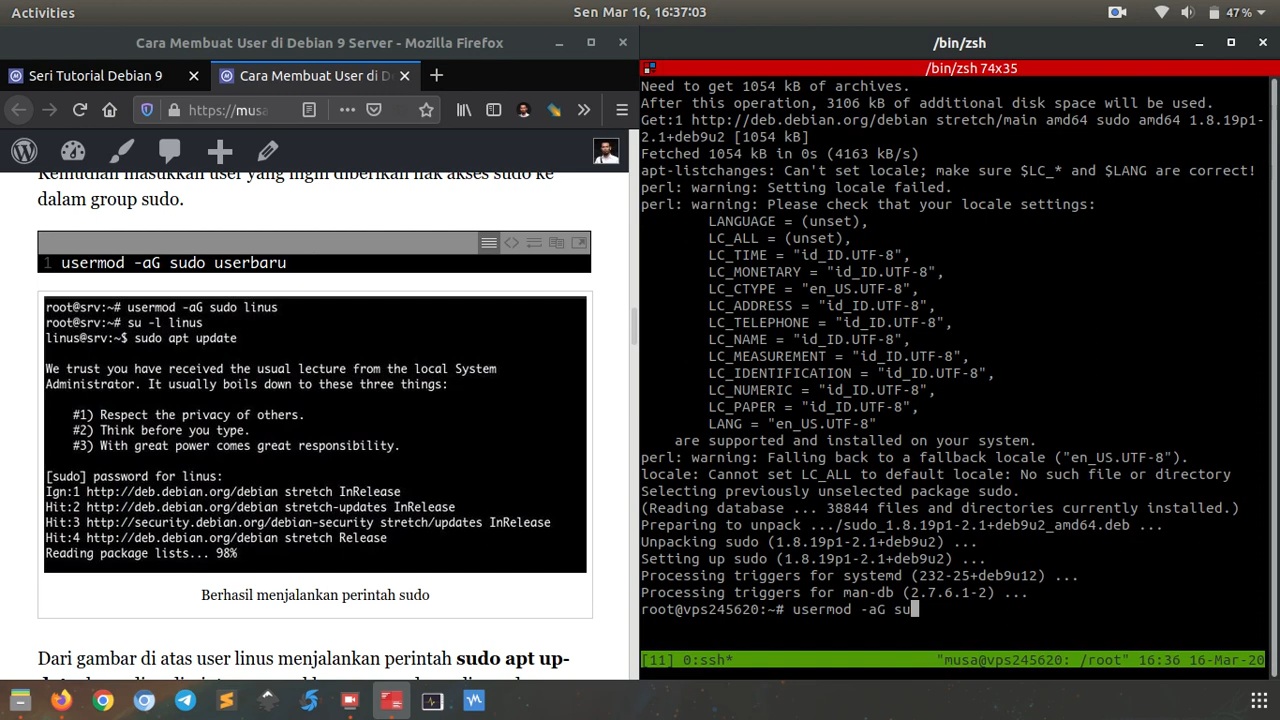 Activities
Sen Mar 16, 16:37:03
47%
Cara Membuat User di Debian 9 Server - Mozilla Firefox
Seri Tutorial Debian 9
Cara Membuat User di D
https://musa
Kemudian masukkan user yang ingin diberikan hak akses sudo ke
dalam group sudo.
1 usermod -aG sudo userbaru
root@srv:~# usermod -aG sudo linus
root@srv:~# su -l linus
linus@srv:~$ sudo apt update
We trust you have received the usual lecture from the local System
Administrator. It usually boils down to these three things:
#1) Respect the privacy of others.
#2) Think before you type.
#3) With great power comes great responsibility.
[sudo] password for linus:
Ign:1 http://deb.debian.org/debian stretch InRelease
Hit:2 http://deb.debian.org/debian stretch-updates InRelease
Hit:3 http://security.debian.org/debian-security stretch/updates InRelease
Hit:4 http://deb.debian.org/debian stretch Release
Reading package lists... 98%
Berhasil menjalankan perintah sudo
Dari gambar di atas user linus menjalankan perintah sudo apt up-
/bin/zsh
/bin/zsh 74x35
Need to get 1054 kB of archives.
After this operation, 3106 kB of additional disk space will be used.
Get:1 http://deb.debian.org/debian stretch/main amd64 sudo amd64 1.8.19p1-
2.1+deb9u2 [1054 kB]
Fetched 1054 kB in 0s (4163 kB/s)
apt-listchanges: Can't set locale; make sure $LC_* and $LANG are correct!
perl: warning: Setting locale failed.
perl: warning: Please check that your locale settings:
LANGUAGE = (unset),
LC_ALL = (unset),
LC_TIME = "id_ID.UTF-8",
LC_MONETARY = "id_ID.UTF-8",
LC_CTYPE = "en_US.UTF-8",
LC_ADDRESS = "id_ID.UTF-8",
LC_TELEPHONE = "id_ID.UTF-8",
LC_NAME = "id_ID.UTF-8",
LC_MEASUREMENT = "id_ID.UTF-8",
LC_IDENTIFICATION = "id_ID.UTF-8",
LC_NUMERIC = "id_ID.UTF-8",
LC_PAPER = "id_ID.UTF-8",
LANG = "en_US.UTF-8"
are supported and installed on your system.
perl: warning: Falling back to a fallback locale ("en_US.UTF-8").
locale: Cannot set LC_ALL to default locale: No such file or directory
Selecting previously unselected package sudo.
(Reading database ... 38844 files and directories currently installed.)
Preparing to unpack .../sudo_1.8.19p1-2.1+deb9u2_amd64.deb ...
Unpacking sudo (1.8.19p1-2.1+deb9u2) ...
Setting up sudo (1.8.19p1-2.1+deb9u2) ...
Processing triggers for systemd (232-25+deb9u12) ...
Processing triggers for man-db (2.7.6.1-2) ...
root@vps245620:~# usermod -aG su
[11] 0:ssh* "musa@vps245620: /root" 16:36 16-Mar-20